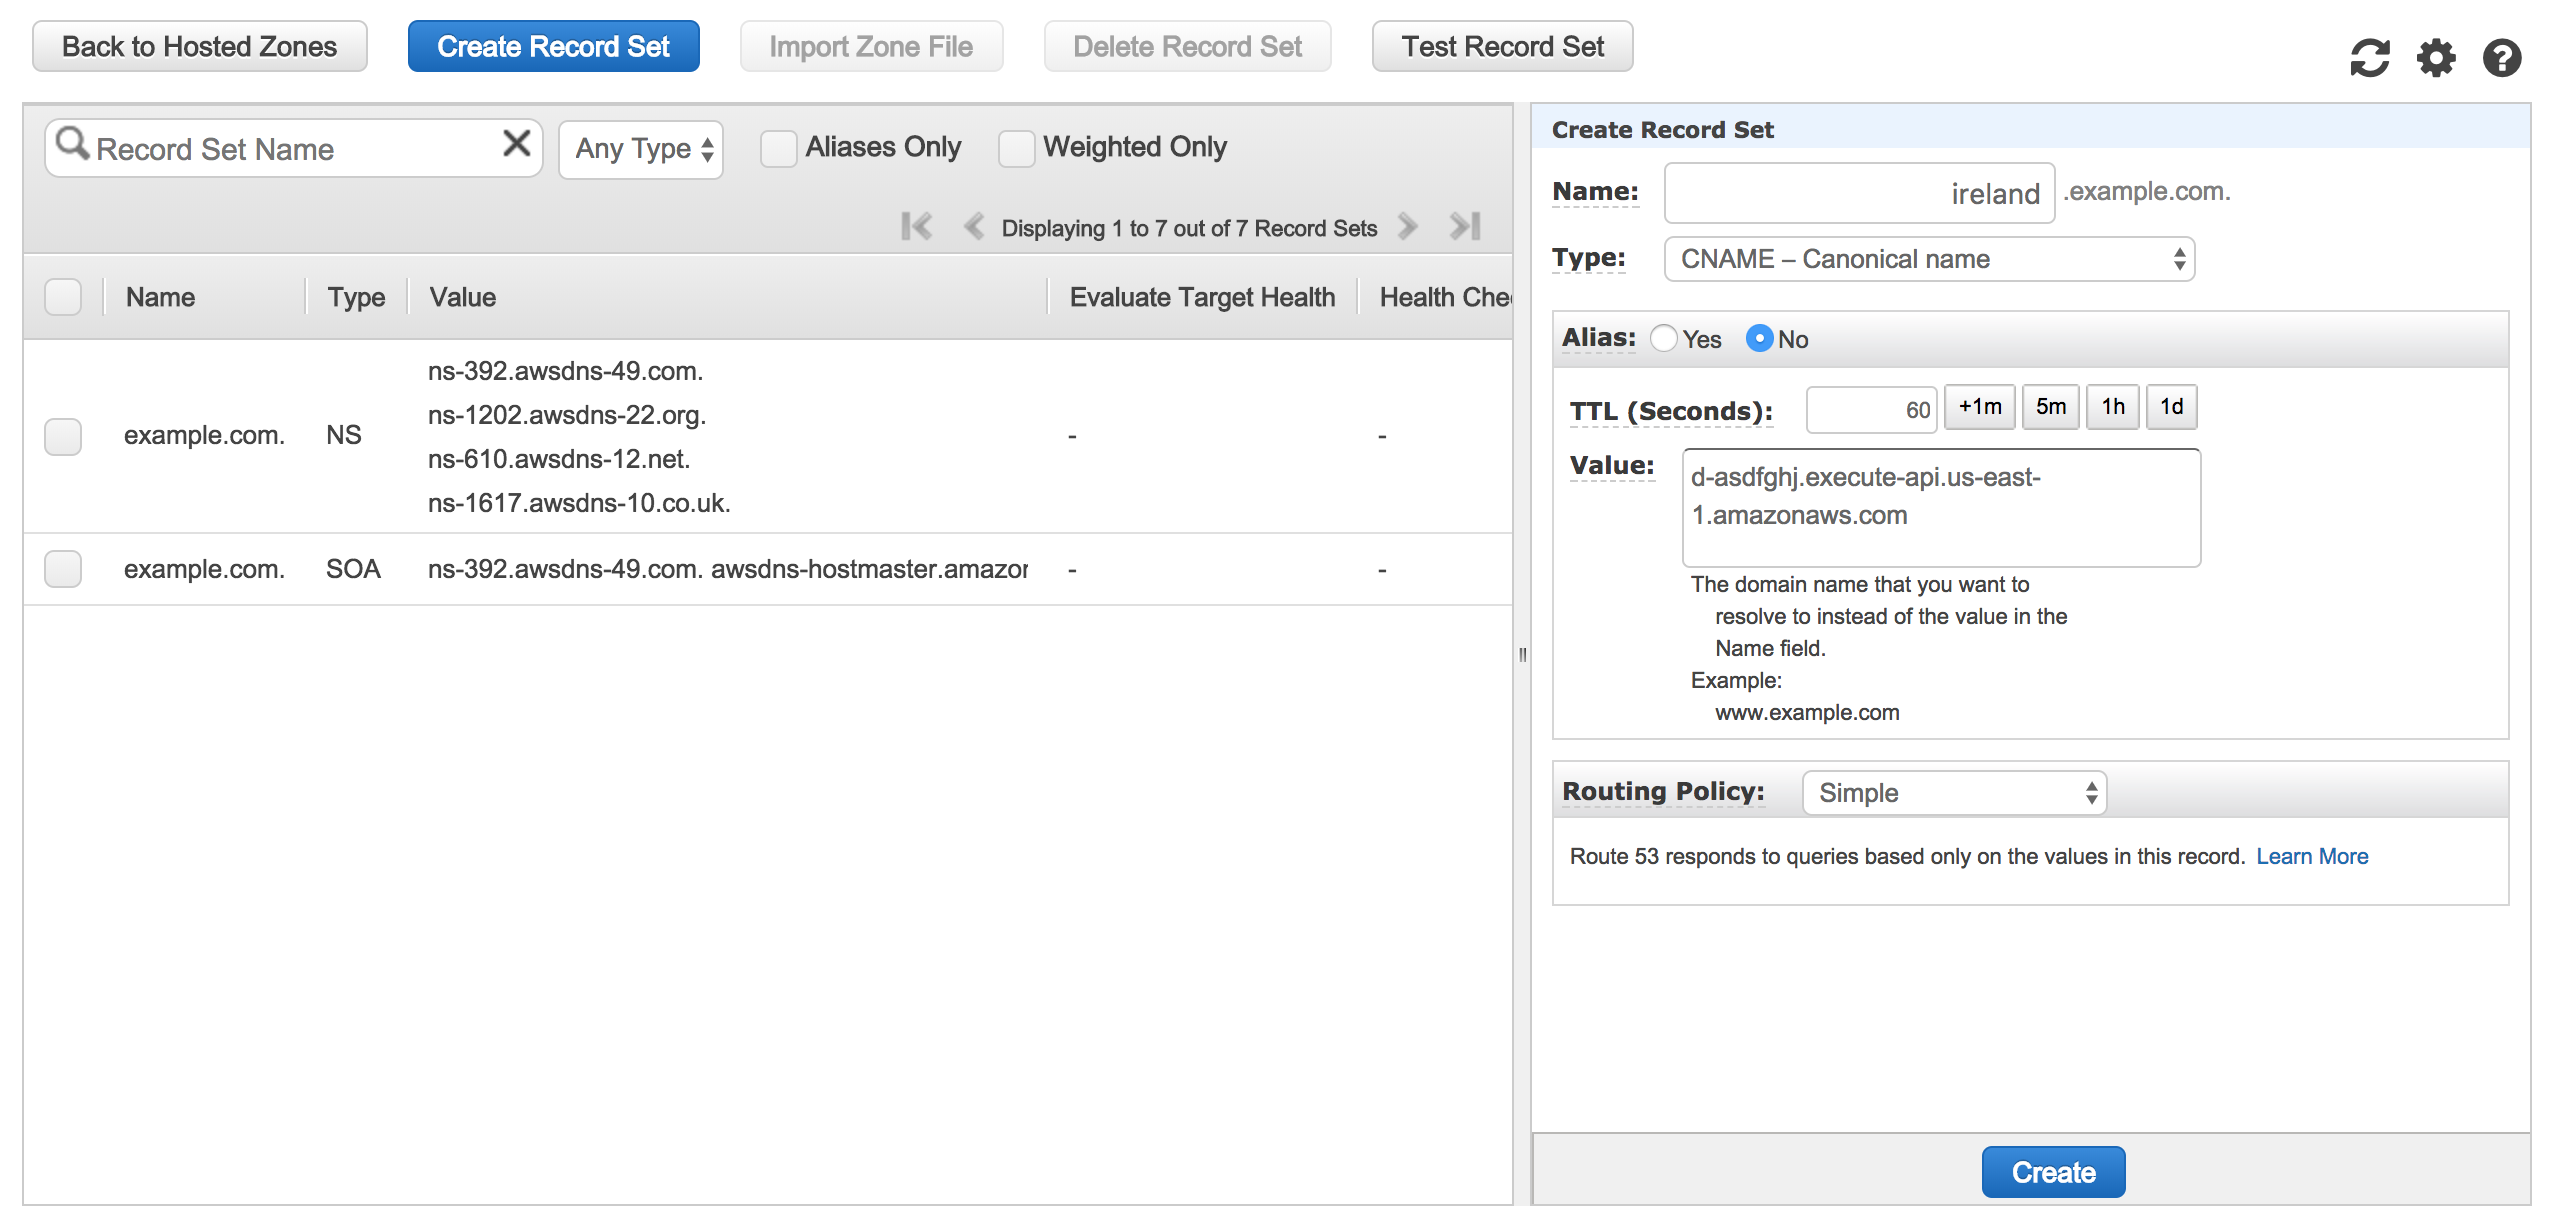 Back to Hosted Zones
Create Record Set
Import Zone File
Delete Record Set
Test Record Set
Record Set Name
Any Type
Aliases Only
Weighted Only
Displaying 1 to 7 out of 7 Record Sets
Name
Type
Value
Evaluate Target Health
Health Che
example.com.
NS
ns-392.awsdns-49.com.
ns-1202.awsdns-22.org.
ns-610.awsdns-12.net.
ns-1617.awsdns-10.co.uk.
-
-
example.com.
SOA
ns-392.awsdns-49.com. awsdns-hostmaster.amazon
-
-
Create Record Set
Name:
ireland
.example.com.
Type:
CNAME – Canonical name
Alias:
Yes
No
TTL (Seconds):
60
+1m
5m
1h
1d
Value:
d-asdfghj.execute-api.us-east-
1.amazonaws.com
The domain name that you want to
resolve to instead of the value in the
Name field.
Example:
www.example.com
Routing Policy:
Simple
Route 53 responds to queries based only on the values in this record. Learn More
Create